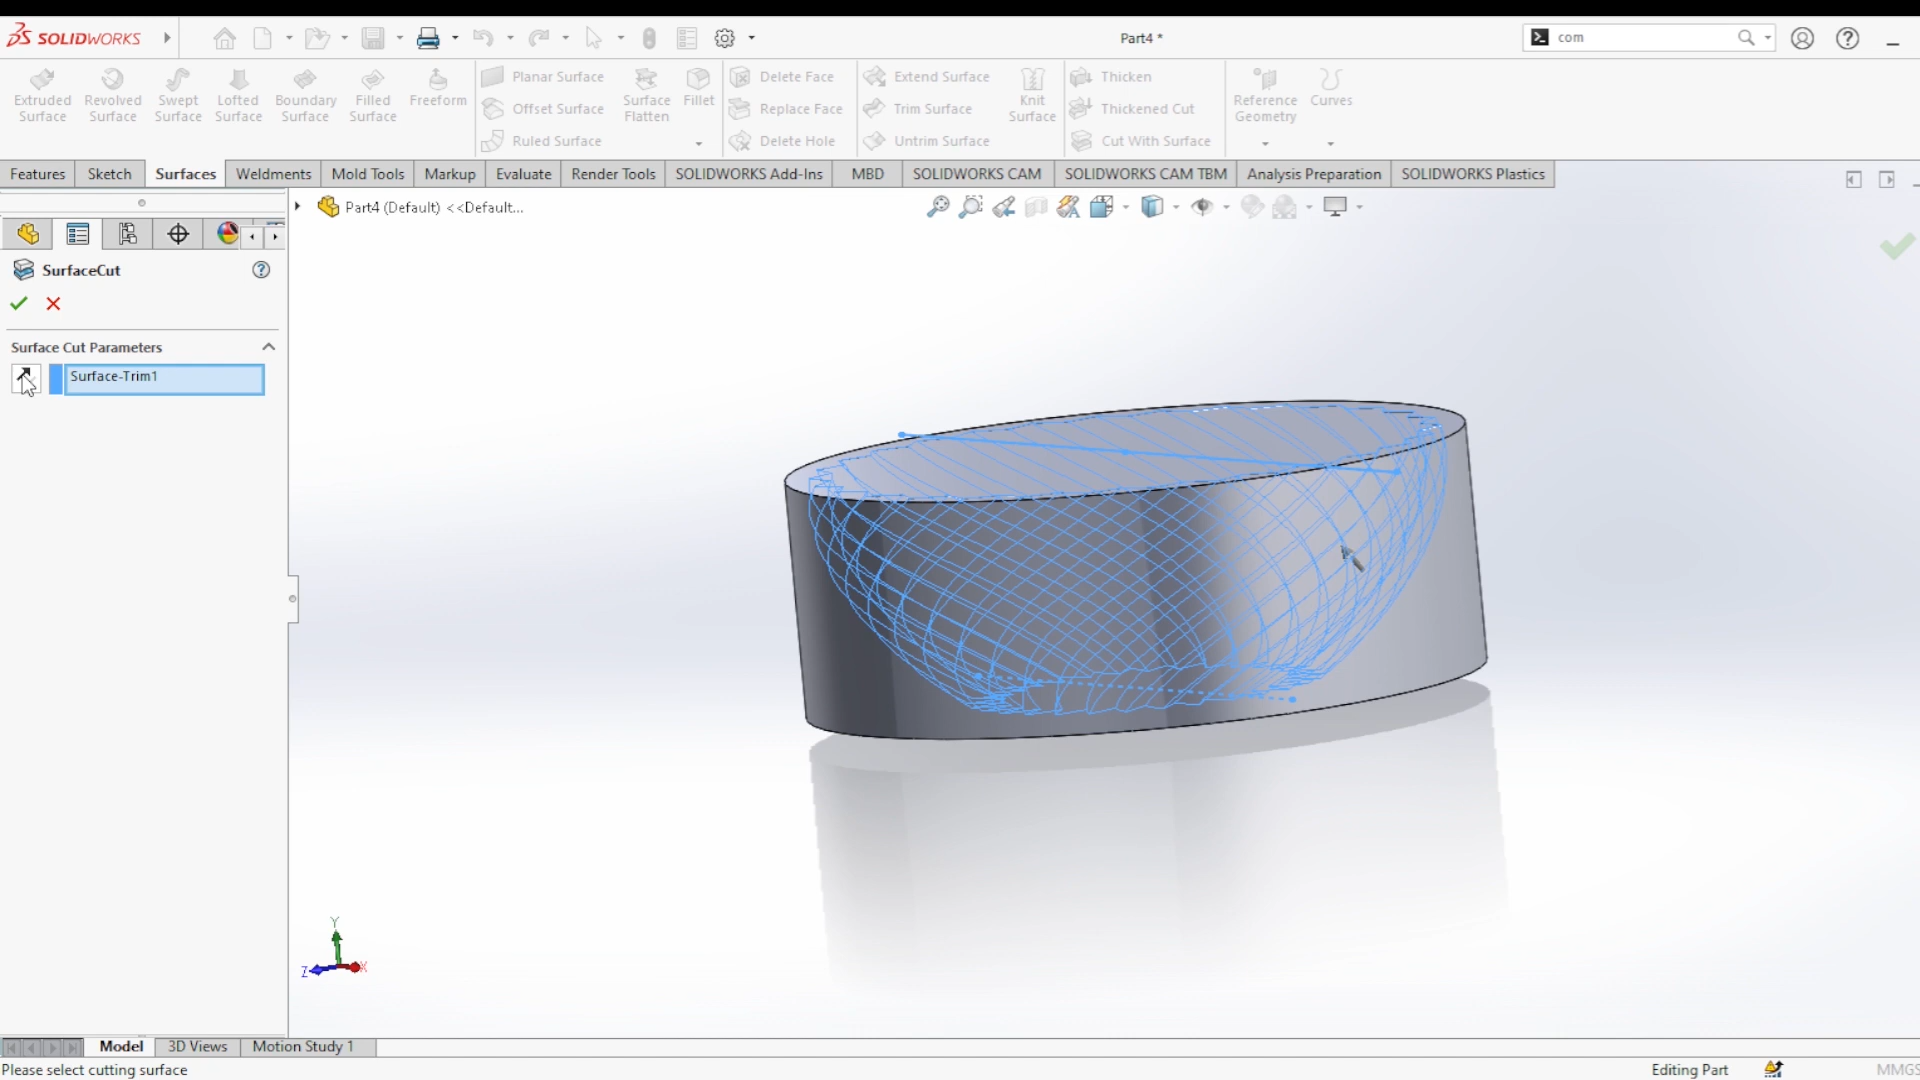 SOLIDWORKS
Part4 *
com
Extruded Surface
Revolved Surface
Swept Surface
Lofted Surface
Boundary Surface
Filled Surface
Freeform
Planar Surface
Offset Surface
Ruled Surface
Surface Flatten
Fillet
Delete Face
Replace Face
Delete Hole
Extend Surface
Trim Surface
Untrim Surface
Knit Surface
Thicken
Thickened Cut
Cut With Surface
Reference Geometry
Curves
Features
Sketch
Surfaces
Weldments
Mold Tools
Markup
Evaluate
Render Tools
SOLIDWORKS Add-Ins
MBD
SOLIDWORKS CAM
SOLIDWORKS CAM TBM
Analysis Preparation
SOLIDWORKS Plastics
Part4 (Default) <<Default...
SurfaceCut
Surface Cut Parameters
Surface-Trim1
Y
Z
X
Model
3D Views
Motion Study 1
Please select cutting surface
Editing Part
MMGS